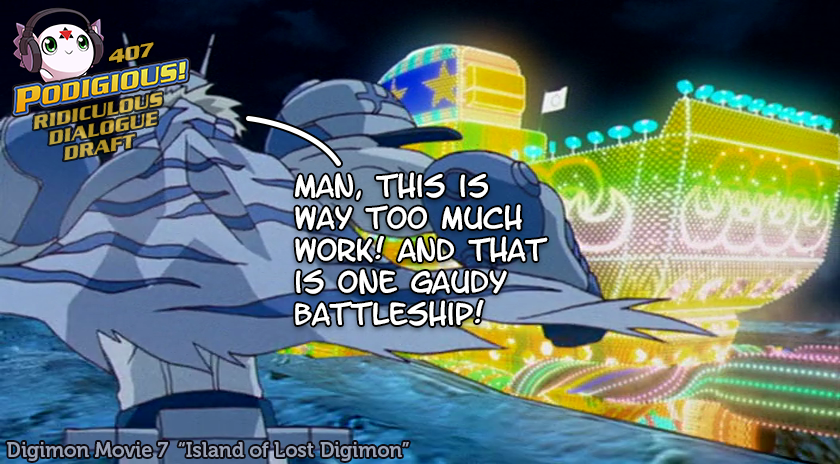 407
PODIGIOUS!
RIDICULOUS
DIALOGUE
DRAFT
MAN, THIS IS
WAY TOO MUCH
WORK! AND THAT
IS ONE GAUDY
BATTLESHIP!
Digimon Movie 7 "Island of Lost Digimon"